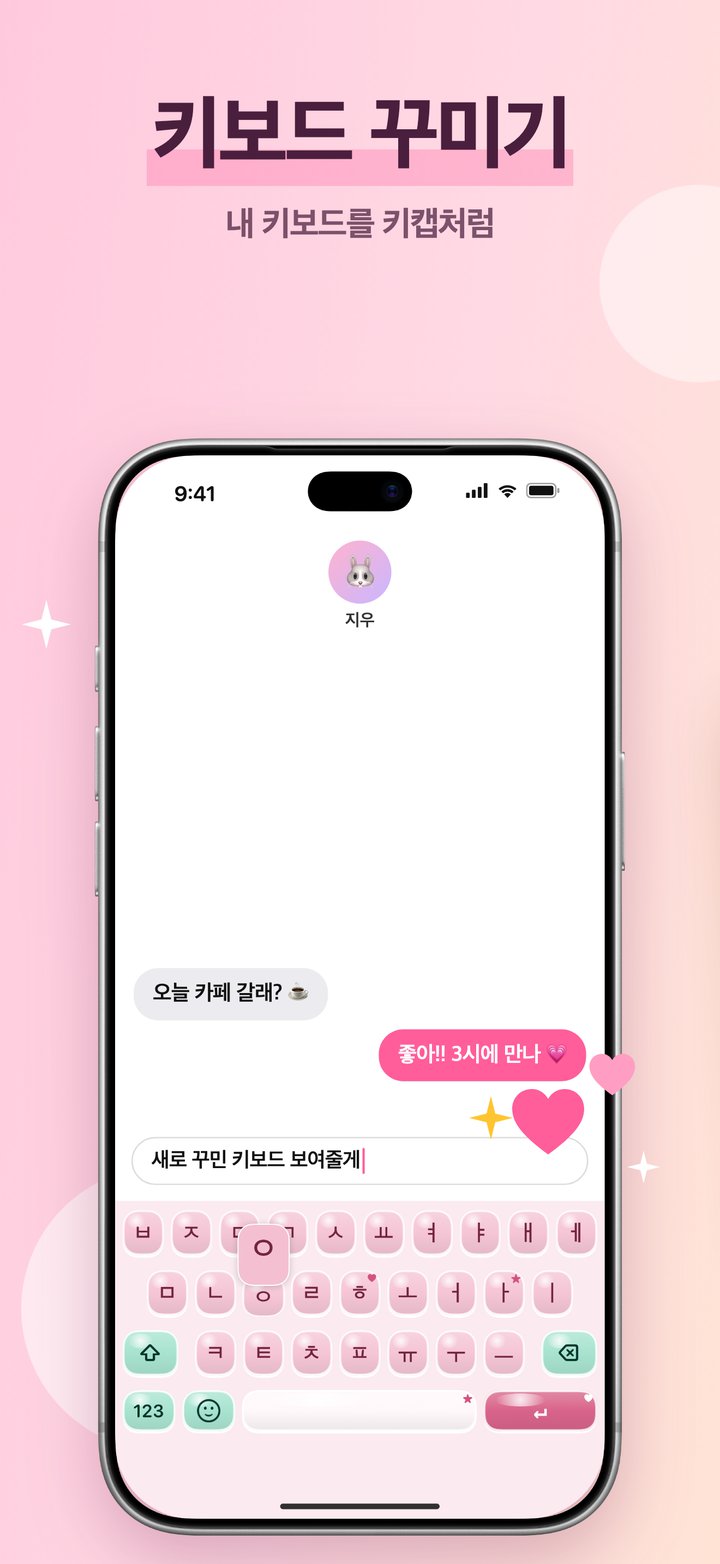 키보드 꾸미기
내 키보드를 키캡처럼
9:41
지우
오늘 카페 갈래? ☕
좋아!! 3시에 만나 💗
새로 꾸민 키보드 보여줄게
ㅂ ㅈ ㅅ ㅛ ㅕ ㅑ ㅐ ㅔ
ㅇ
ㅁ ㄴ ㅇ ㄹ ㅎ ㅗ ㅓ ㅏ ㅣ
ㅋ ㅌ ㅊ ㅍ ㅠ ㅜ ㅡ
123